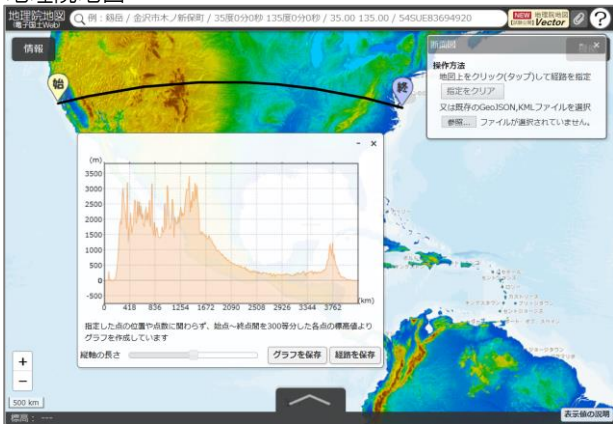 地理院地図
地理院地図
(電子国土Web)
例：剱岳 / 金沢市木ノ新保町 / 35度0分0秒 135度0分0秒 / 35.00 135.00 / 54SUE83694920
NEW 地理院地図
Vector
?
情報
断面図
×
操作方法
地図上をクリック(タップ)して経路を指定
指定をクリア
又は既存のGeoJSON,KMLファイルを選択
参照... ファイルが選択されていません。
始
終
- ×
(m)
3500
3000
2500
2000
1500
1000
500
0
-500
0 418 836 1254 1672 2090 2508 2926 3344 3762
(km)
指定した点の位置や点数に関わらず、始点～終点間を300等分した各点の標高値より
グラフを作成しています
縦軸の長さ
グラフを保存 経路を保存
+
−
500 km
標高： ---
表示値の説明